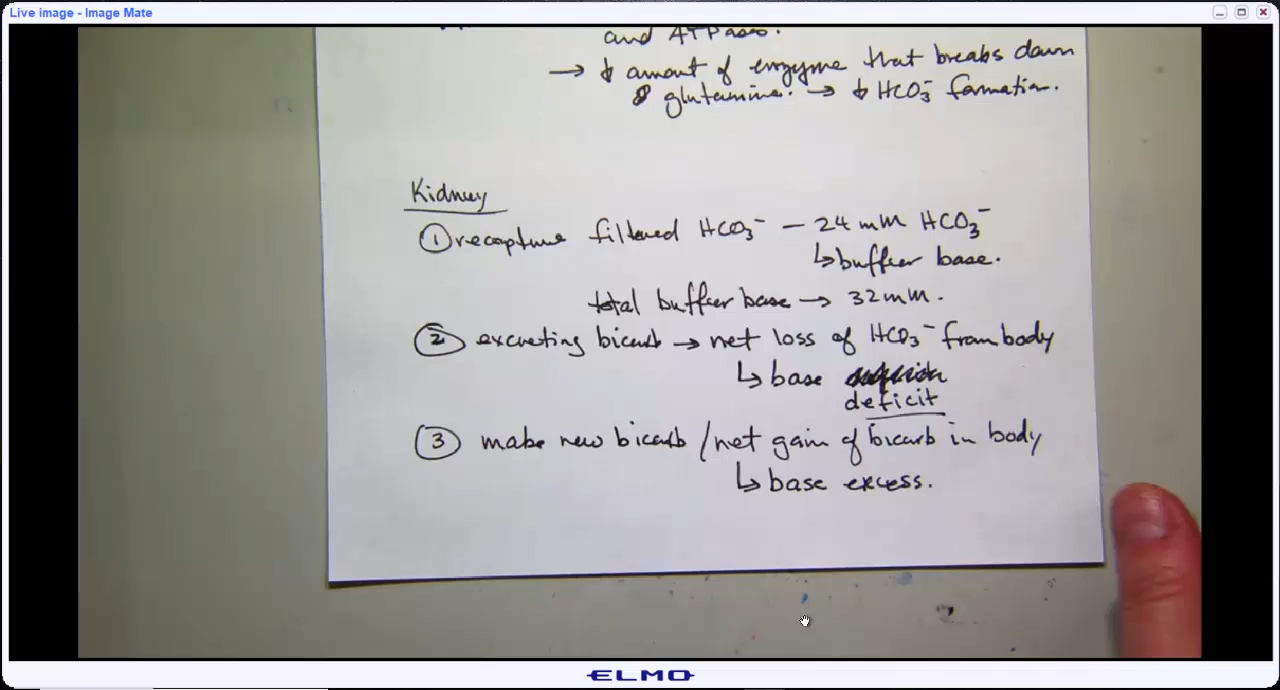 Live image - Image Mate
and ATPases.
→ ↓ amount of enzyme that breaks down
glutamine. → ↓ HCO3⁻ formation.
Kidney
① recapture filtered HCO3⁻ — 24 mM HCO3⁻
↳ buffer base.
total buffer base → 32 mM.
② excreting bicarb → net loss of HCO3⁻ from body
↳ base
deficit
③ make new bicarb / net gain of bicarb in body
↳ base excess.
ELMO